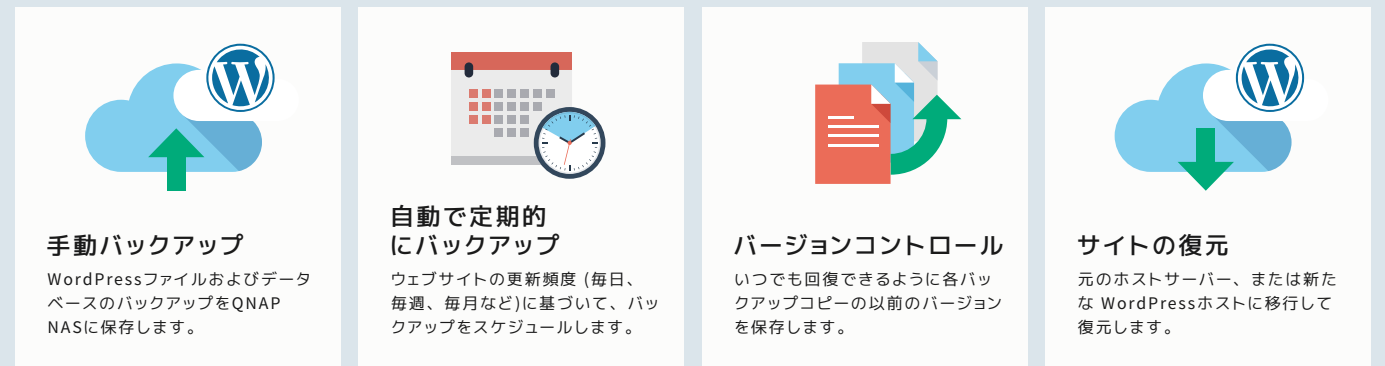 手動バックアップ
WordPressファイルおよびデータ
ベースのバックアップをQNAP
NASに保存します。
自動で定期的
にバックアップ
ウェブサイトの更新頻度 (毎日、
毎週、毎月など)に基づいて、バッ
クアップをスケジュールします。
バージョンコントロール
いつでも回復できるように各バッ
クアップコピーの以前のバージョン
を保存します。
サイトの復元
元のホストサーバー、または新た
な WordPressホストに移行して
復元します。